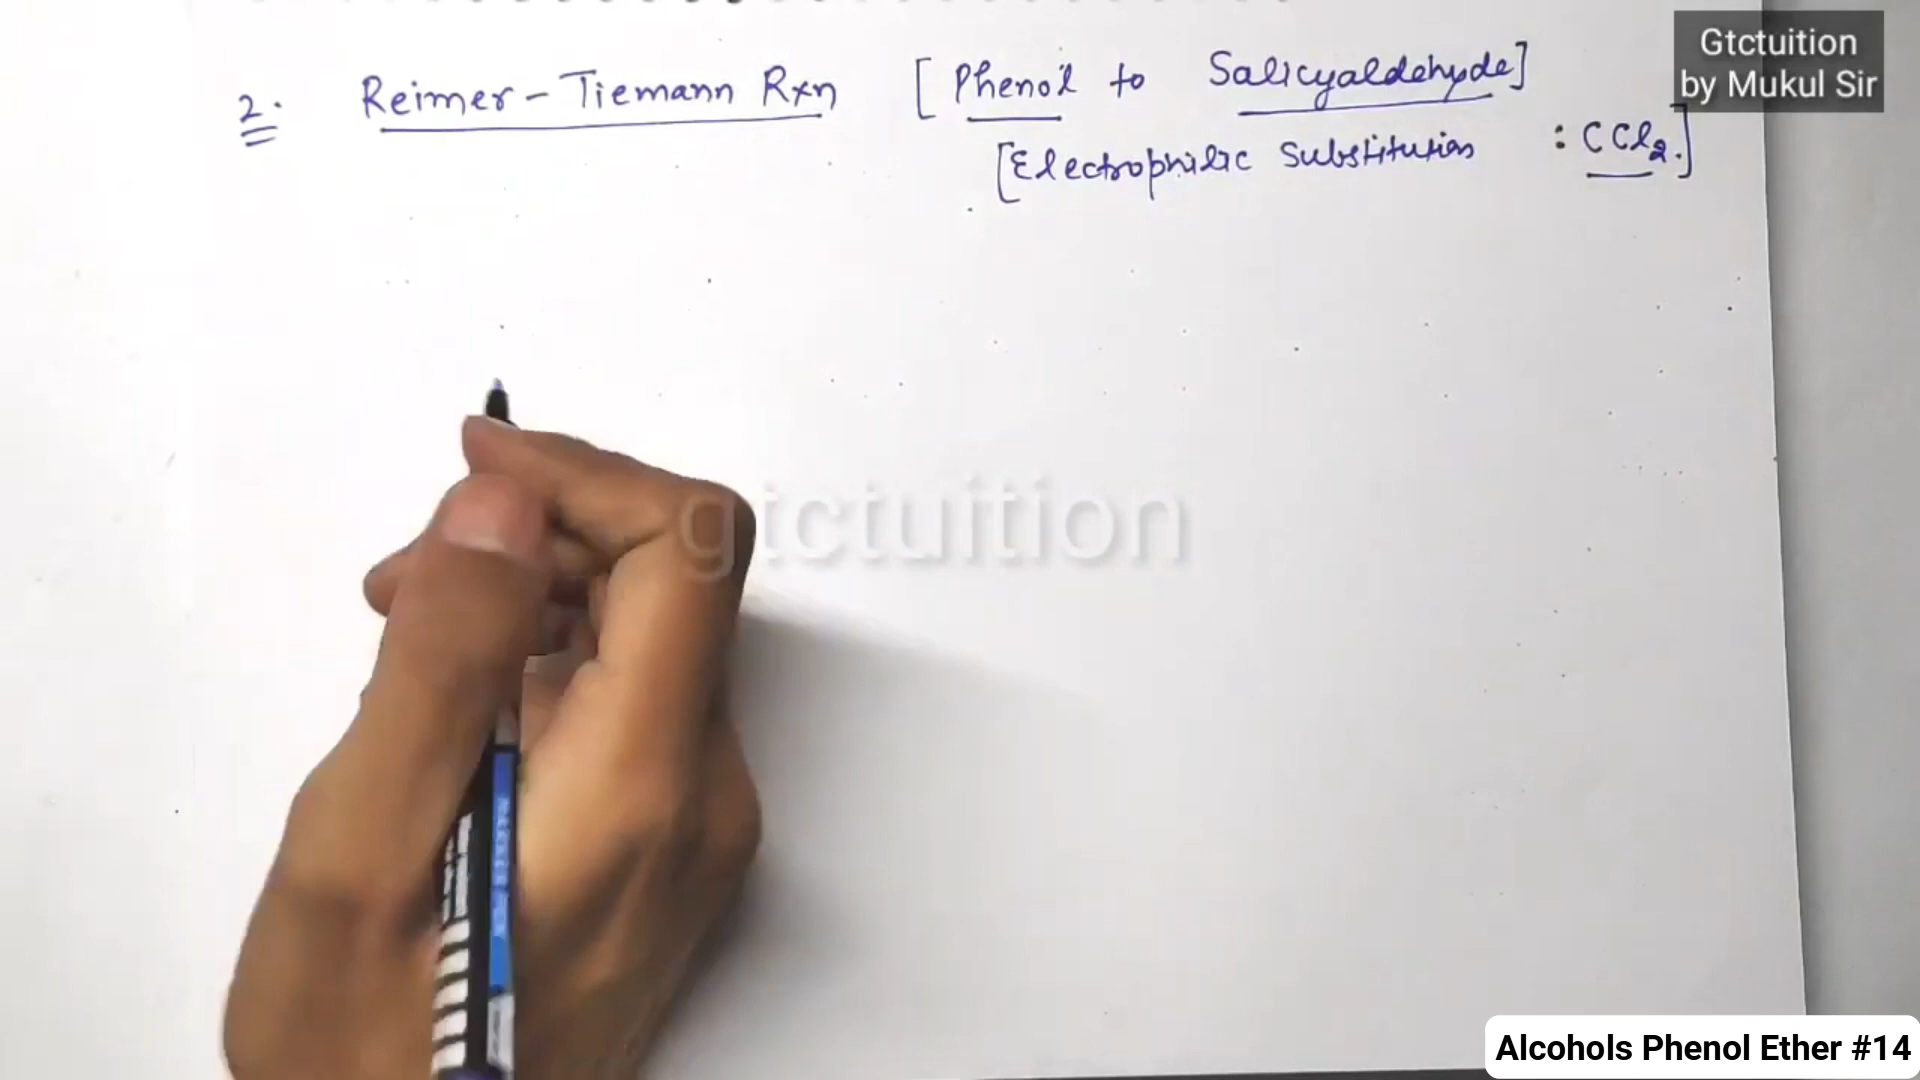 Gtctuition
by Mukul Sir
2. Reimer-Tiemann Rxn [Phenol to Salicyaldehyde]
[Electrophilic Substitution :CCl2.]
gtctuition
Alcohols Phenol Ether #14